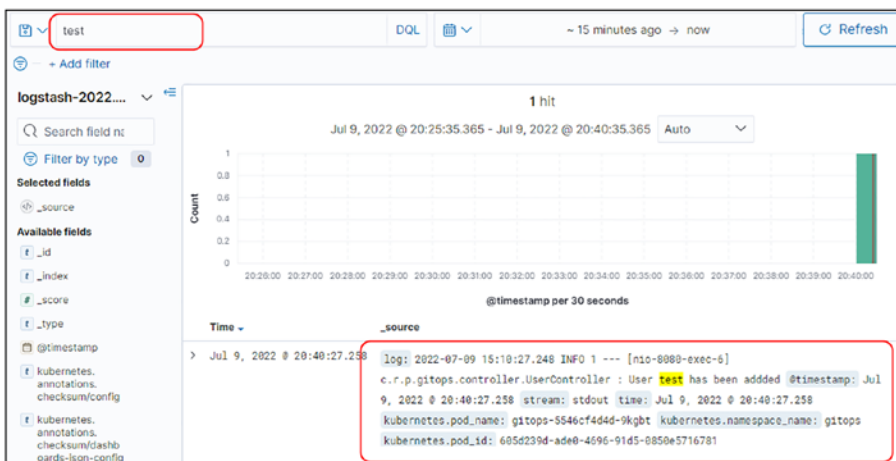 test
DQL
~ 15 minutes ago → now
Refresh
+ Add filter
logstash-2022....
Search field na
Filter by type 0
Selected fields
_source
Available fields
t _id
t _index
# _score
t _type
@timestamp
t kubernetes.
annotations.
checksum/config
t kubernetes.
annotations.
checksum/dashb
oards-json-config
1 hit
Jul 9, 2022 @ 20:25:35.365 - Jul 9, 2022 @ 20:40:35.365 Auto
Count
1
0.8
0.6
0.4
0.2
0
20:26:00 20:27:00 20:28:00 20:29:00 20:30:00 20:31:00 20:32:00 20:33:00 20:34:00 20:35:00 20:36:00 20:37:00 20:38:00 20:39:00 20:40:00
@timestamp per 30 seconds
Time _source
Jul 9, 2022 @ 20:40:27.258
log: 2022-07-09 15:10:27.248 INFO 1 --- [nio-8080-exec-6]
c.r.p.gitops.controller.UserController : User test has been addded @timestamp: Jul
9, 2022 @ 20:40:27.258 stream: stdout time: Jul 9, 2022 @ 20:40:27.258
kubernetes.pod_name: gitops-5546cf4d4d-9kgbt kubernetes.namespace_name: gitops
kubernetes.pod_id: 605d239d-ade0-4696-91d5-0850e5716781